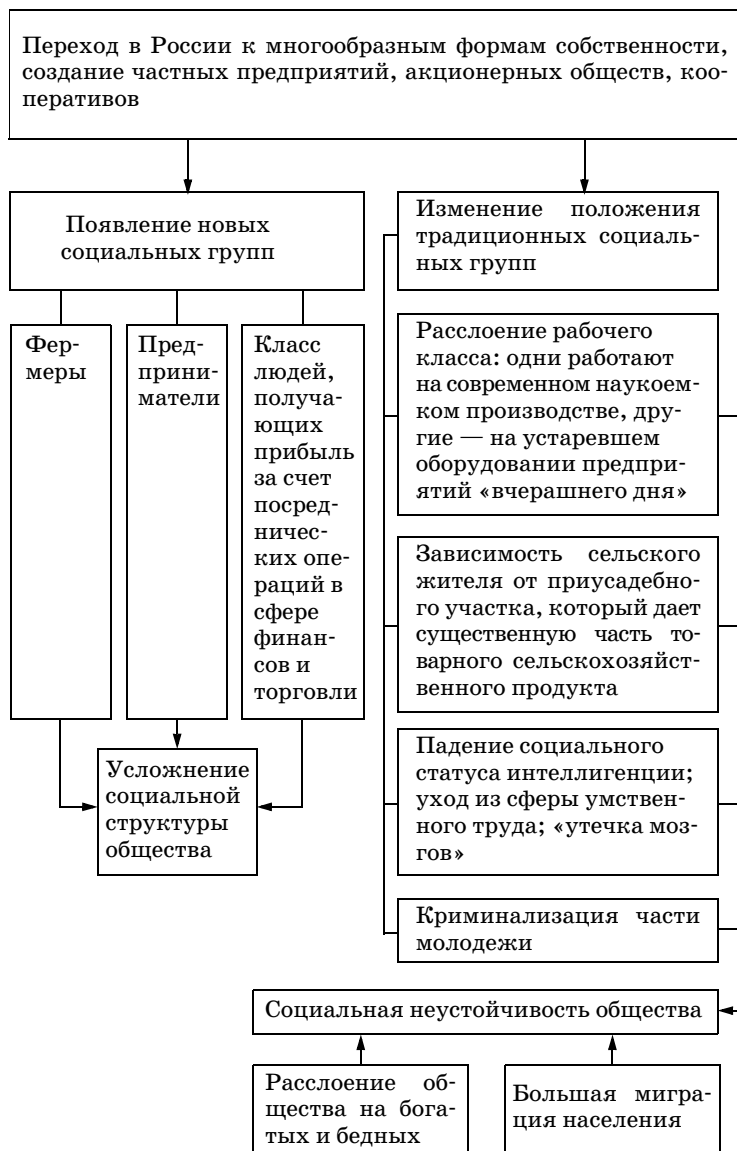 Переход в России к многообразным формам собственности,
создание частных предприятий, акционерных обществ, коо-
перативов
Появление новых
социальных групп
Фер-
меры
Пред-
прини-
матели
Класс
людей,
получа-
ющих
прибыль
за счет
посред-
ничес-
ких опе-
раций в
сфере
финан-
сов и
торговли
Усложнение
социальной
структуры
общества
Изменение положения
традиционных социаль-
ных групп
Расслоение рабочего
класса: одни работают
на современном наукоем-
ком производстве, дру-
гие — на устаревшем
оборудовании предпри-
ятий «вчерашнего дня»
Зависимость сельского
жителя от приусадебно-
го участка, который дает
существенную часть то-
варного сельскохозяйст-
венного продукта
Падение социального
статуса интеллигенции;
уход из сферы умствен-
ного труда; «утечка моз-
гов»
Криминализация части
молодежи
Социальная неустойчивость общества
Расслоение об-
щества на бога-
тых и бедных
Большая мигра-
ция населения